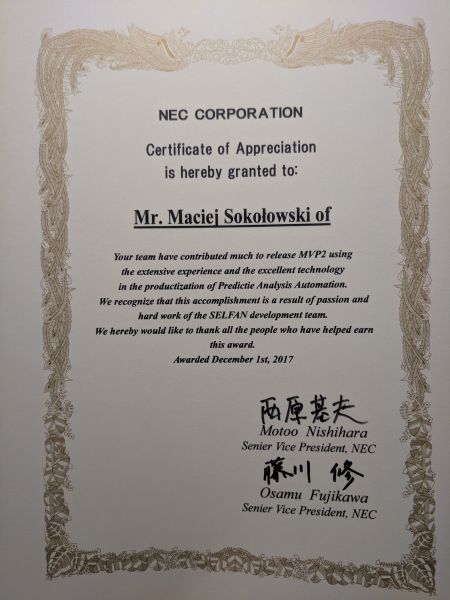 NEC CORPORATION
Certificate of Appreciation
is hereby granted to:
Mr. Maciej Sokołowski of
Your team have contributed much to release MVP2 using
the extensive experience and the excellent technology
in the productization of Predictie Analysis Automation.
We recognize that this accomplishment is a result of passion and
hard work of the SELFAN development team.
We hereby would like to thank all the people who have helped earn
this award.
Awarded December 1st, 2017
西原基夫
Motoo Nishihara
Senier Vice President, NEC
藤川 修
Osamu Fujikawa
Senier Vice President, NEC